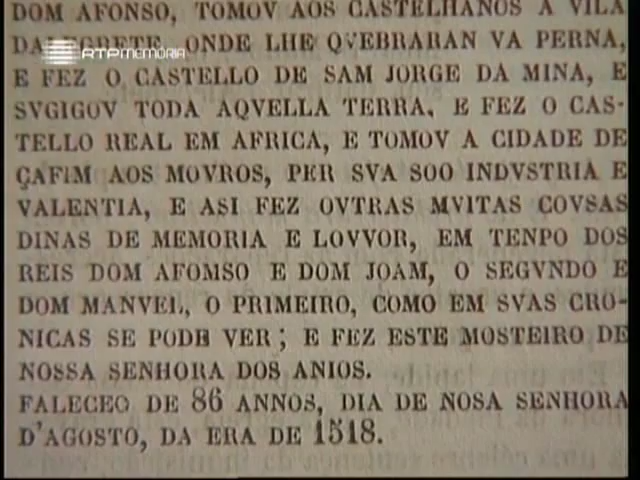 DOM AFONSO, TOMOV AOS CASTELHANOS A VILA
DALEGRETE, ONDE LHE QVEBRARAN VA PERNA,
RTP MEMÓRIA
E FEZ O CASTELLO DE SAM JORGE DA MINA, E
SVGIGOV TODA AQVELLA TERRA, E FEZ O CAS-
TELLO REAL EM AFRICA, E TOMOV A CIDADE DE
ÇAFIM AOS MOVROS, PER SVA SOO INDVSTRIA E
VALENTIA, E ASI FEZ OVTRAS MVITAS COVSAS
DINAS DE MEMORIA E LOVVOR, EM TENPO DOS
REIS DOM AFOMSO E DOM JOAM, O SEGVNDO E
DOM MANVEL, O PRIMEIRO, COMO EM SVAS CRO-
NICAS SE PODE VER; E FEZ ESTE MOSTEIRO DE
NOSSA SENHORA DOS ANIOS.
FALECEO DE 86 ANNOS, DIA DE NOSA SENHORA
D'AGOSTO, DA ERA DE 1518.